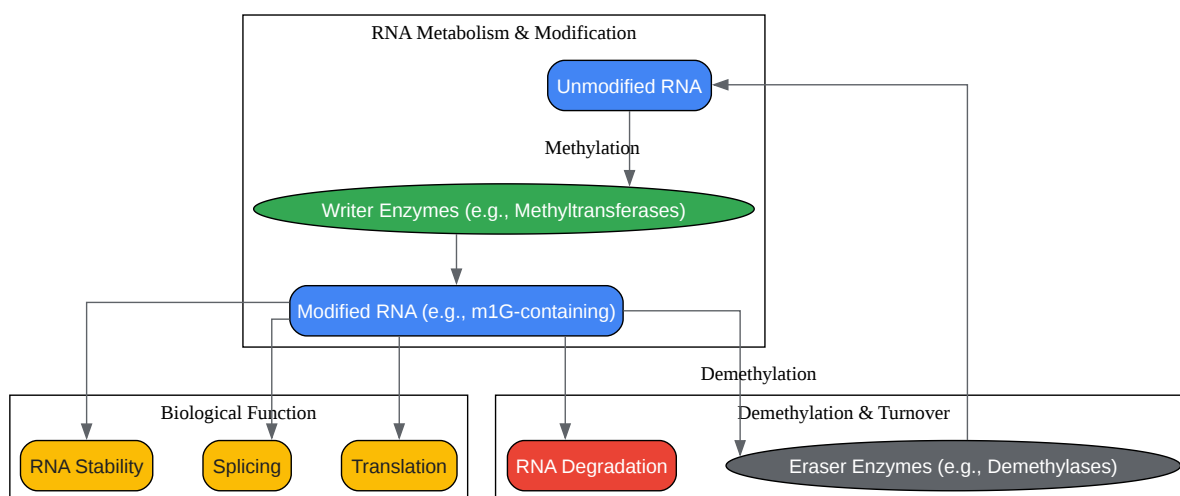 RNA Metabolism & Modification
Unmodified RNA
Methylation
Writer Enzymes (e.g., Methyltransferases)
Modified RNA (e.g., m1G-containing)
Demethylation
Biological Function
Demethylation & Turnover
RNA Stability
Splicing
Translation
RNA Degradation
Eraser Enzymes (e.g., Demethylases)